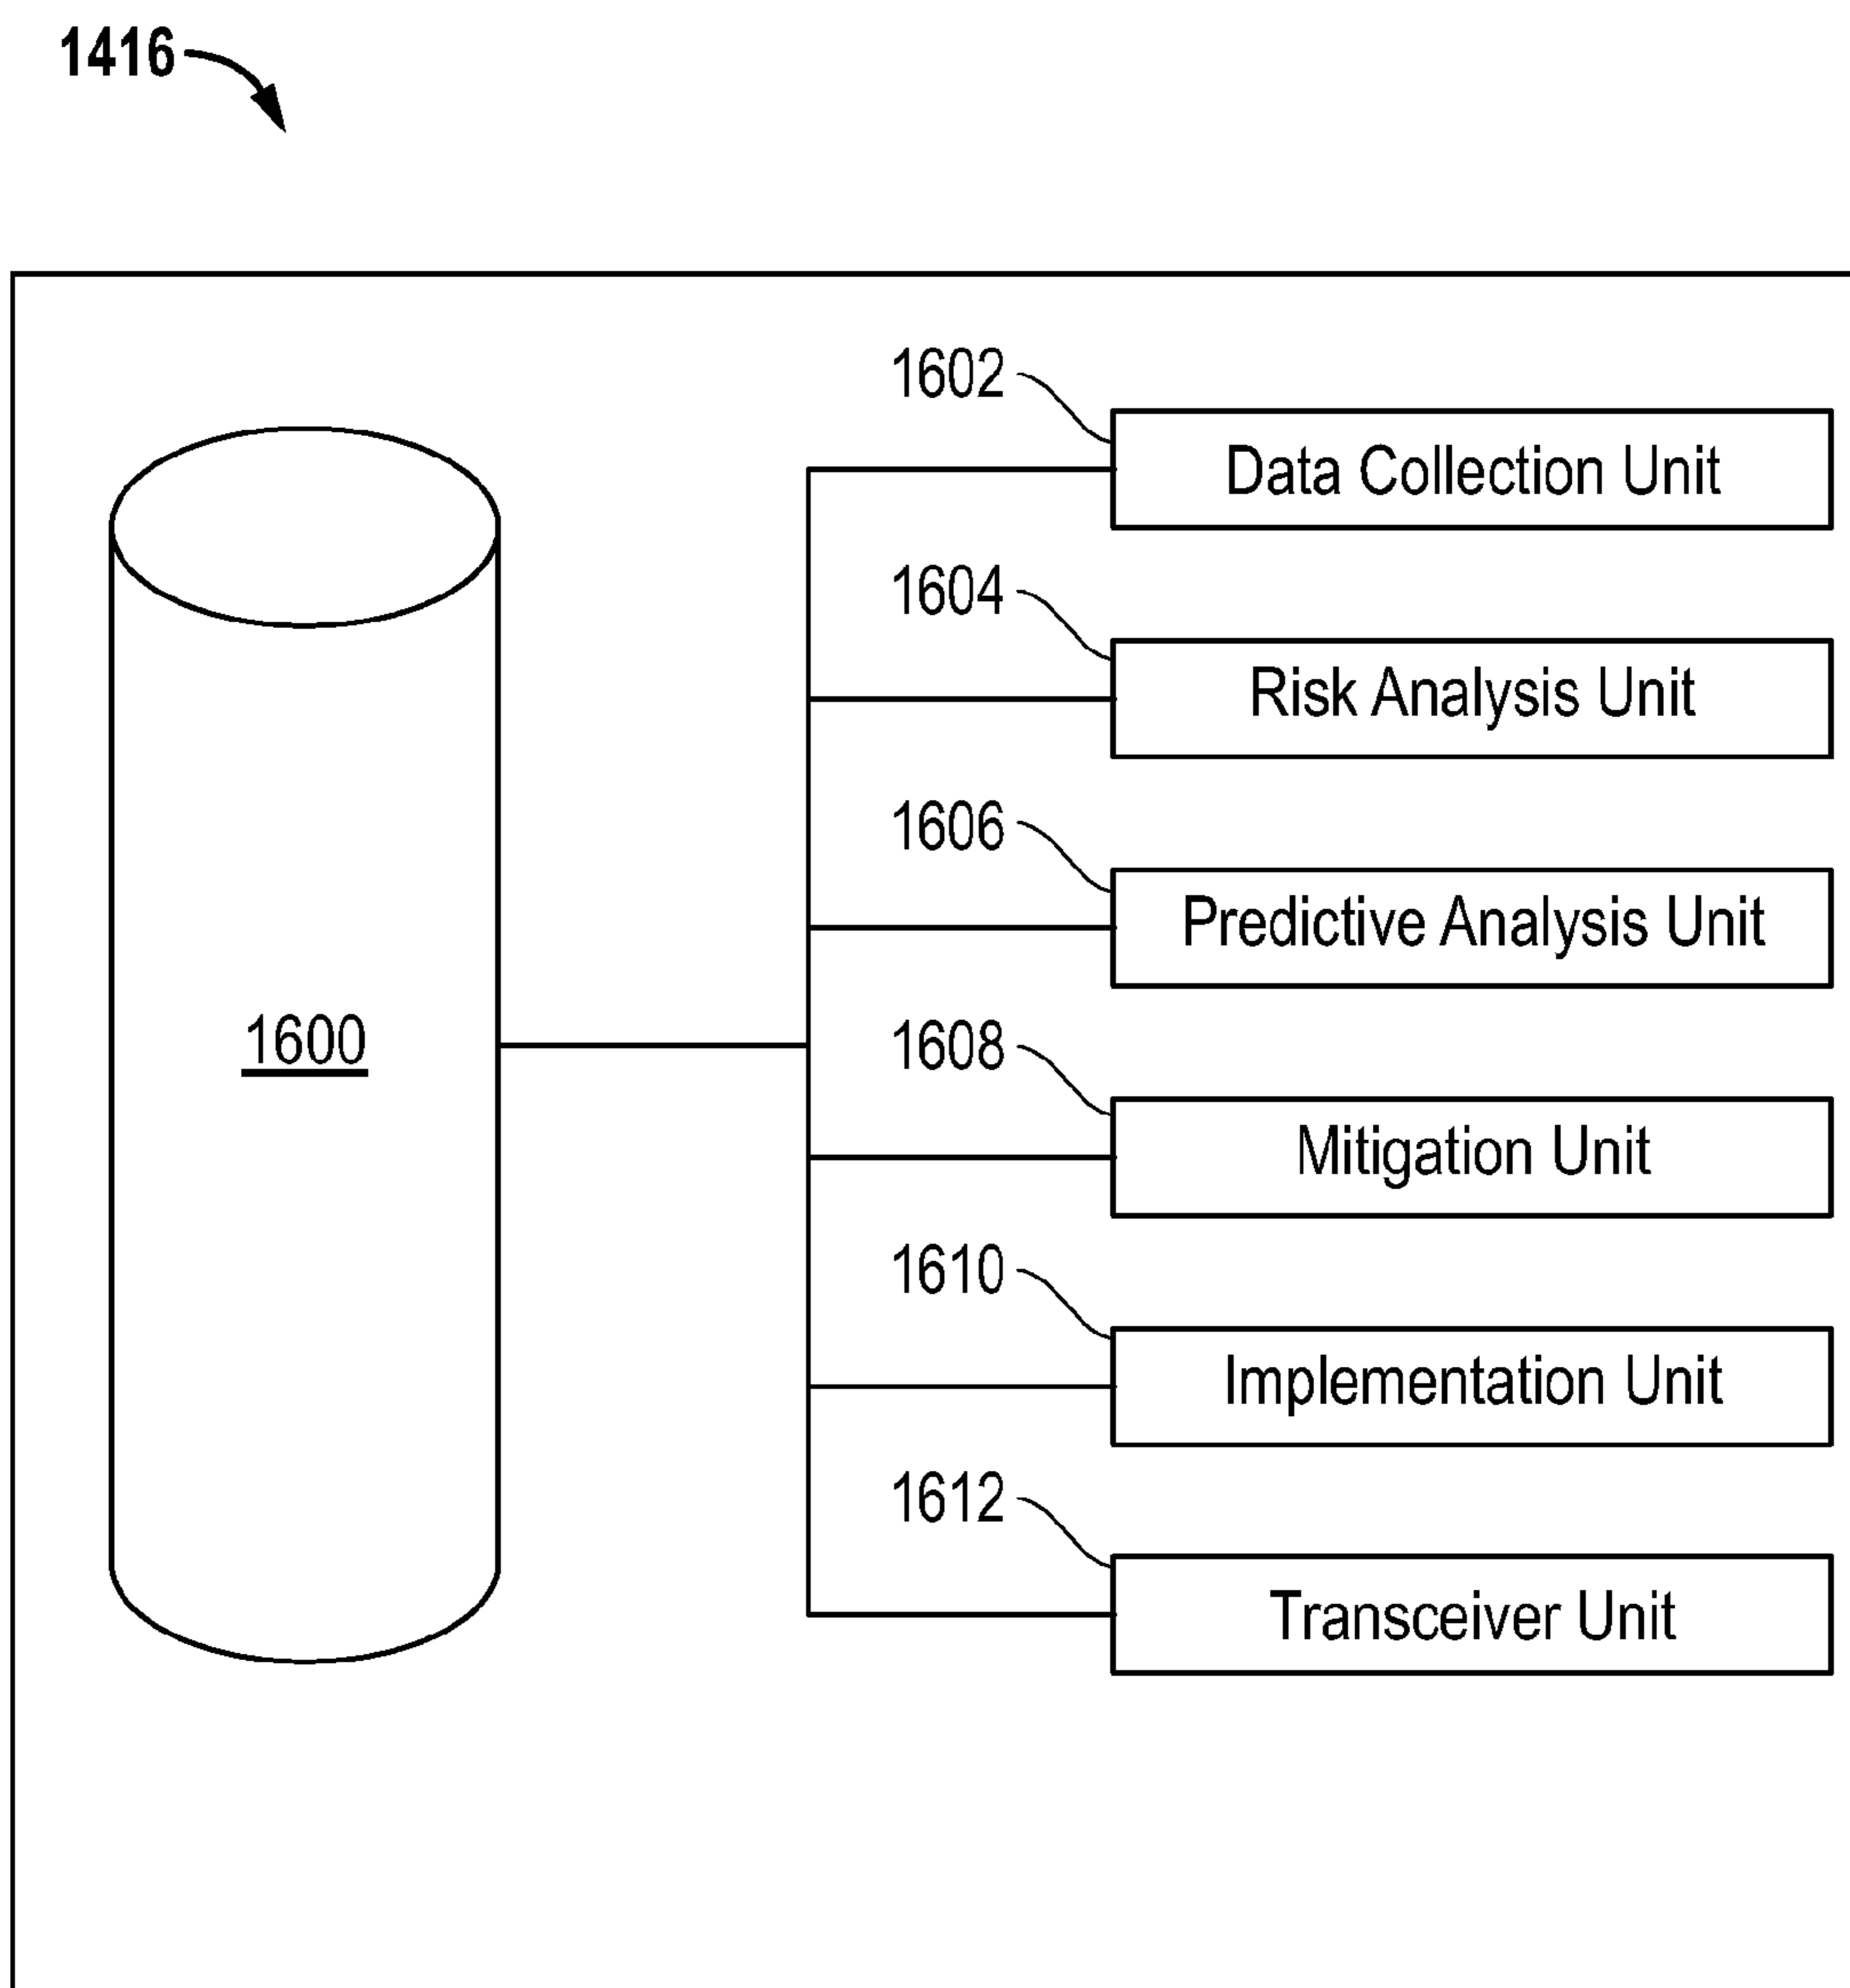 1416
1602
Data Collection Unit
1604
Risk Analysis Unit
1606
Predictive Analysis Unit
1600
1608
Mitigation Unit
1610
Implementation Unit
1612
Transceiver Unit